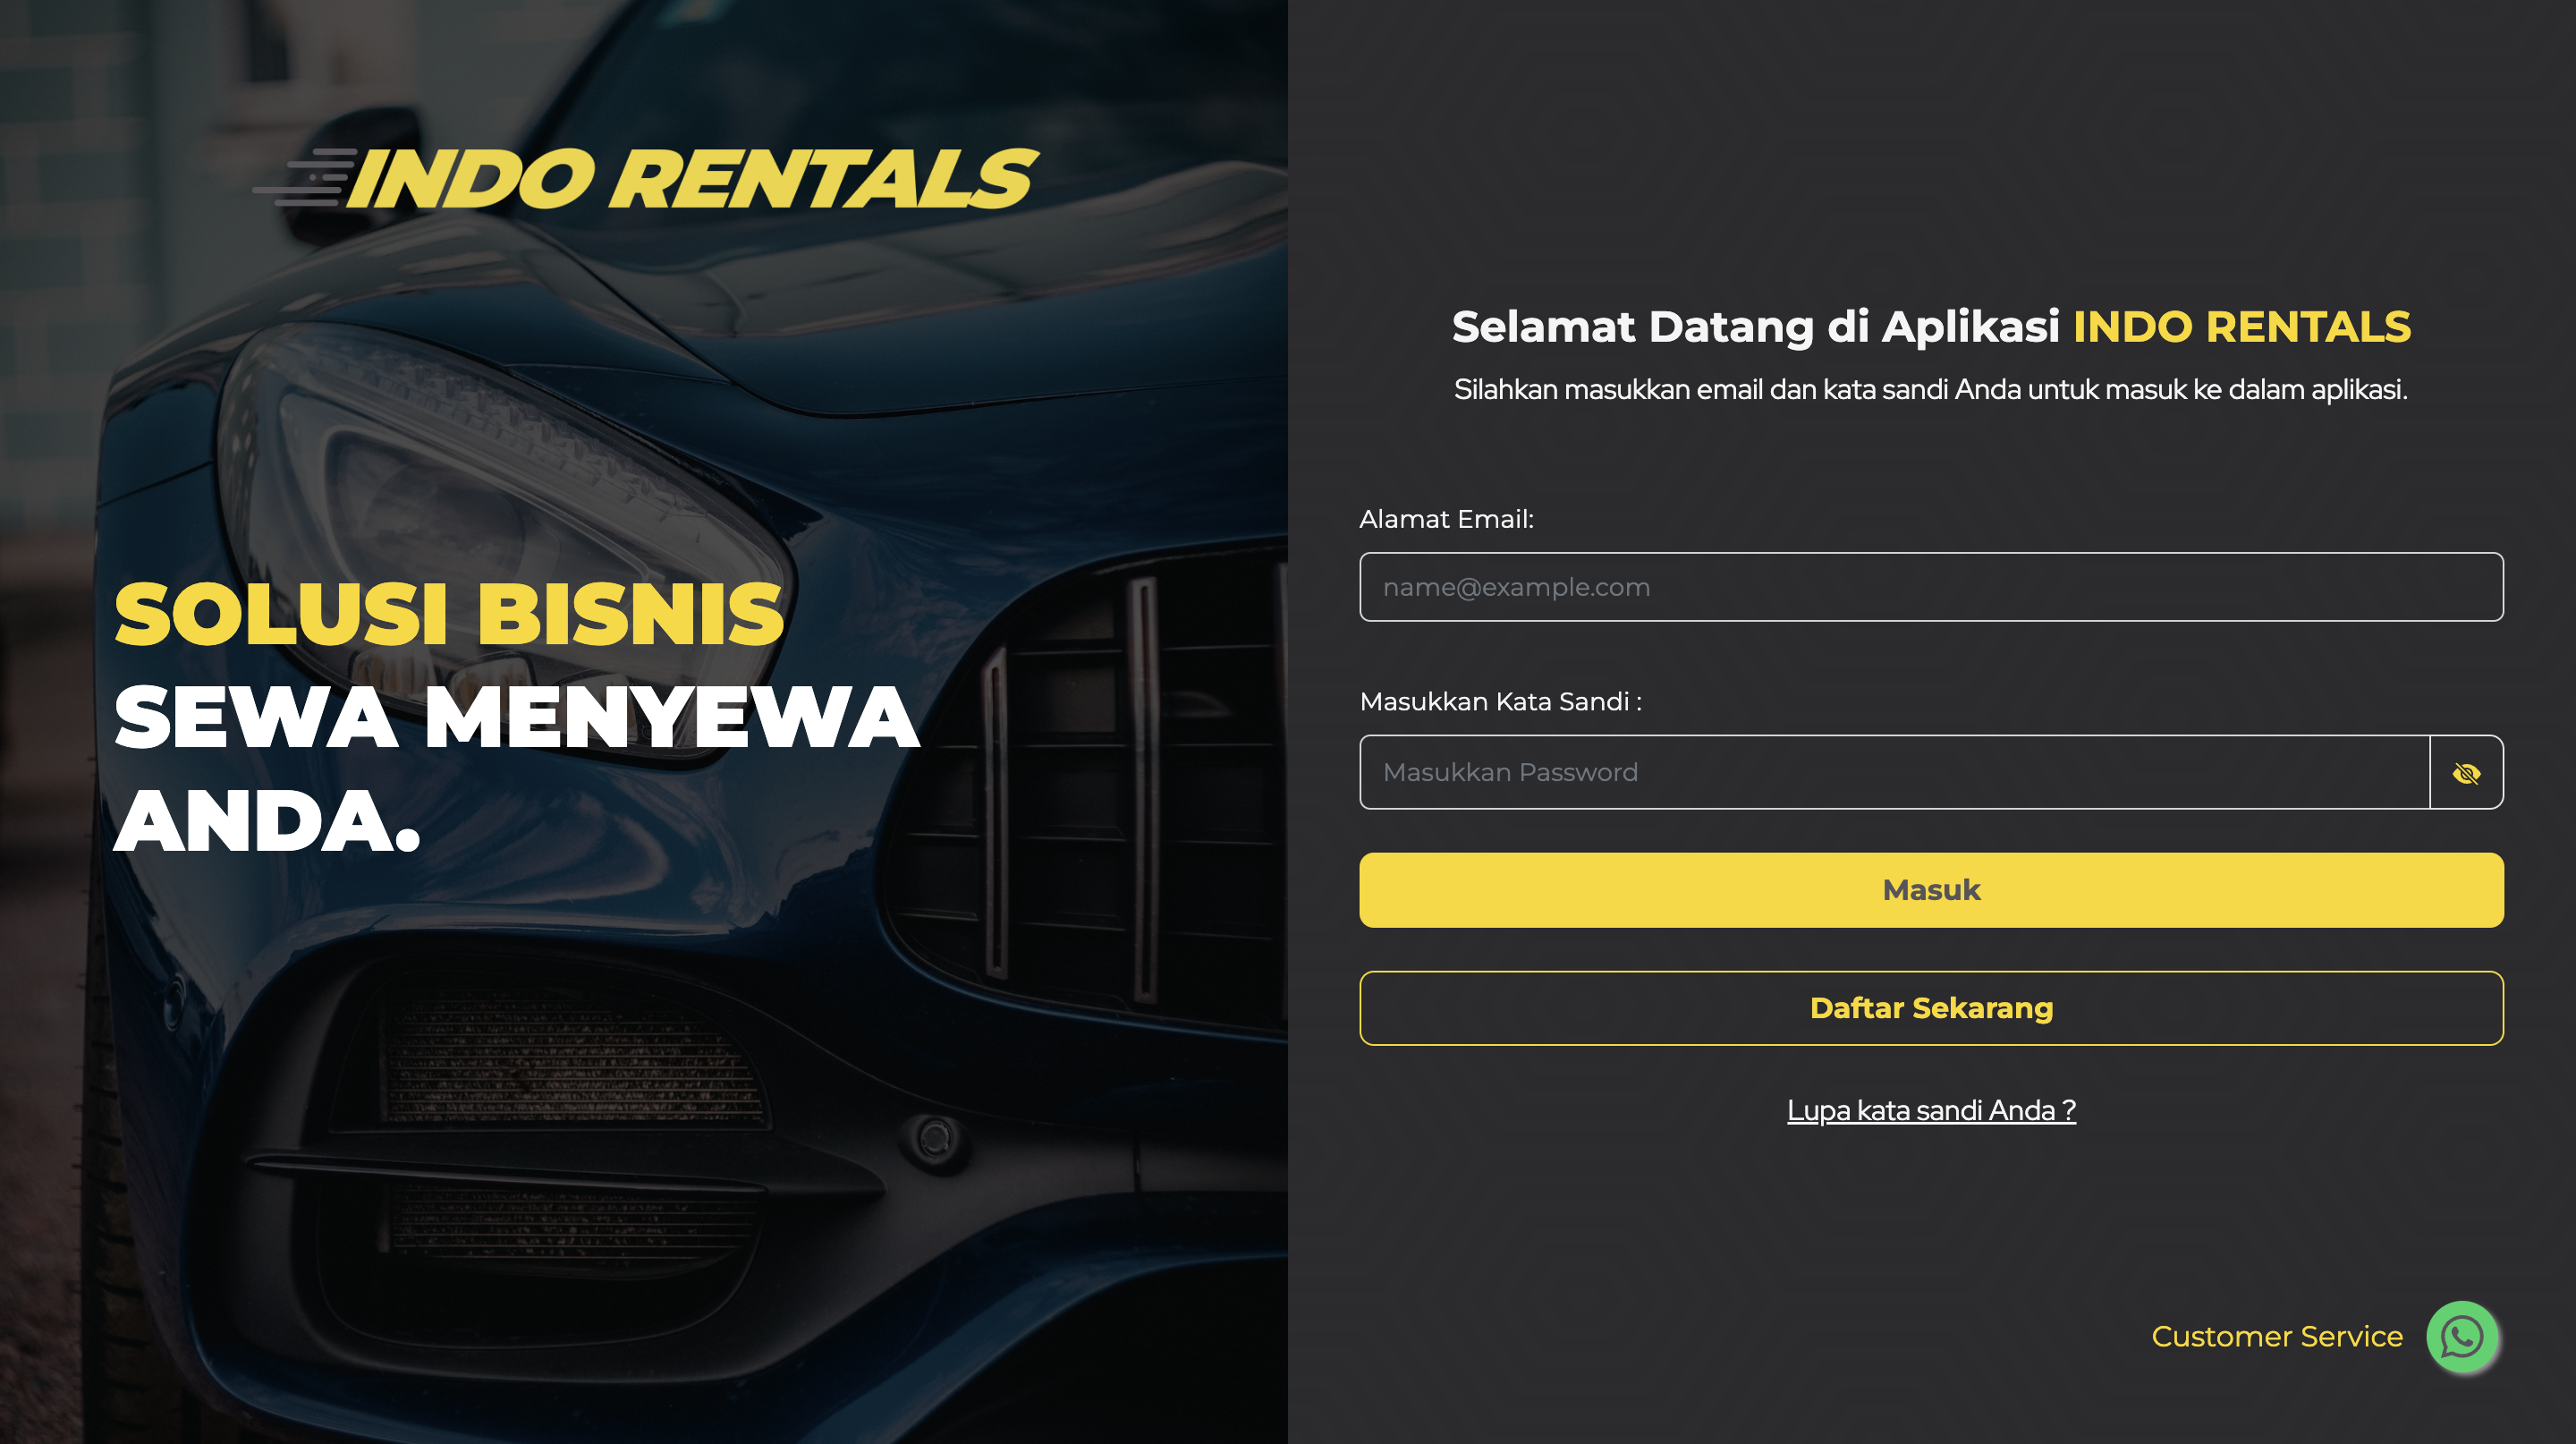 INDO RENTALS
SOLUSI BISNIS
SEWA MENYEWA
ANDA.
Selamat Datang di Aplikasi INDO RENTALS
Silahkan masukkan email dan kata sandi Anda untuk masuk ke dalam aplikasi.
Alamat Email:
name@example.com
Masukkan Kata Sandi :
Masukkan Password
Masuk
Daftar Sekarang
Lupa kata sandi Anda ?
Customer Service